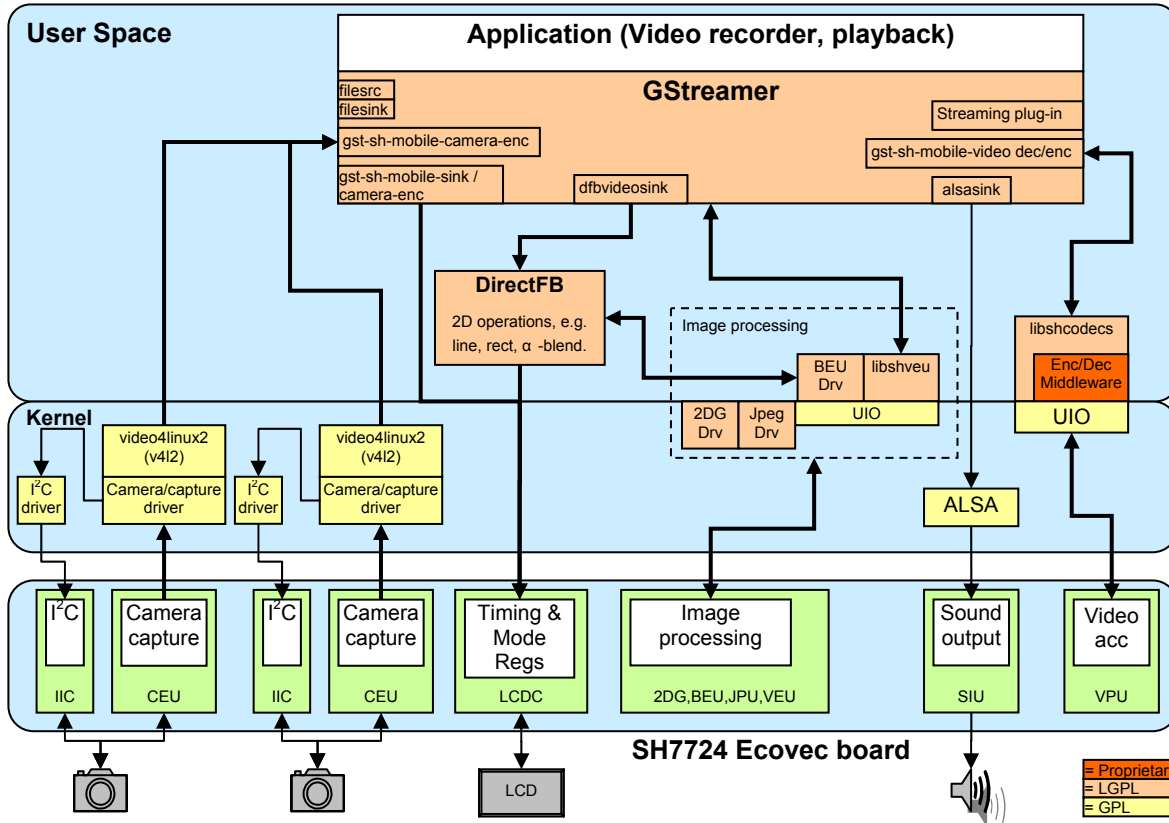 User Space
Application (Video recorder, playback)
GStreamer
filesrc
filesink
Streaming plug-in
gst-sh-mobile-camera-enc
gst-sh-mobile-video dec/enc
gst-sh-mobile-sink /
camera-enc
dfbvideosink
alsasink
DirectFB
2D operations, e.g.
line, rect, α -blend.
Image processing
BEU
Drv
libshveu
libshcodecs
Enc/Dec
Middleware
Kernel
2DG
Drv
Jpeg
Drv
UIO
UIO
video4linux2
(v4l2)
Camera/capture
driver
I²C
driver
video4linux2
(v4l2)
Camera/capture
driver
I²C
driver
ALSA
I²C
IIC
Camera
capture
CEU
I²C
IIC
Camera
capture
CEU
Timing &
Mode
Regs
LCDC
Image
processing
2DG,BEU,JPU,VEU
Sound
output
SIU
Video
acc
VPU
SH7724 Ecovec board
LCD
= Proprietar
= LGPL
= GPL